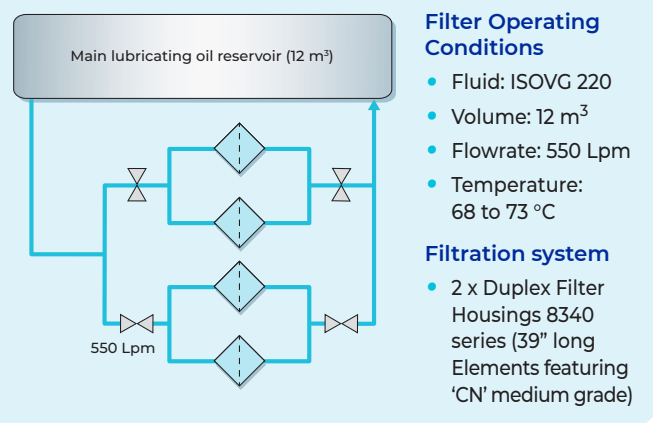 Main lubricating oil reservoir (12 m³)
550 Lpm
Filter Operating
Conditions
• Fluid: ISOVG 220
• Volume: 12 m³
• Flowrate: 550 Lpm
• Temperature:
68 to 73 °C
Filtration system
• 2 x Duplex Filter
Housings 8340
series (39” long
Elements featuring
‘CN’ medium grade)